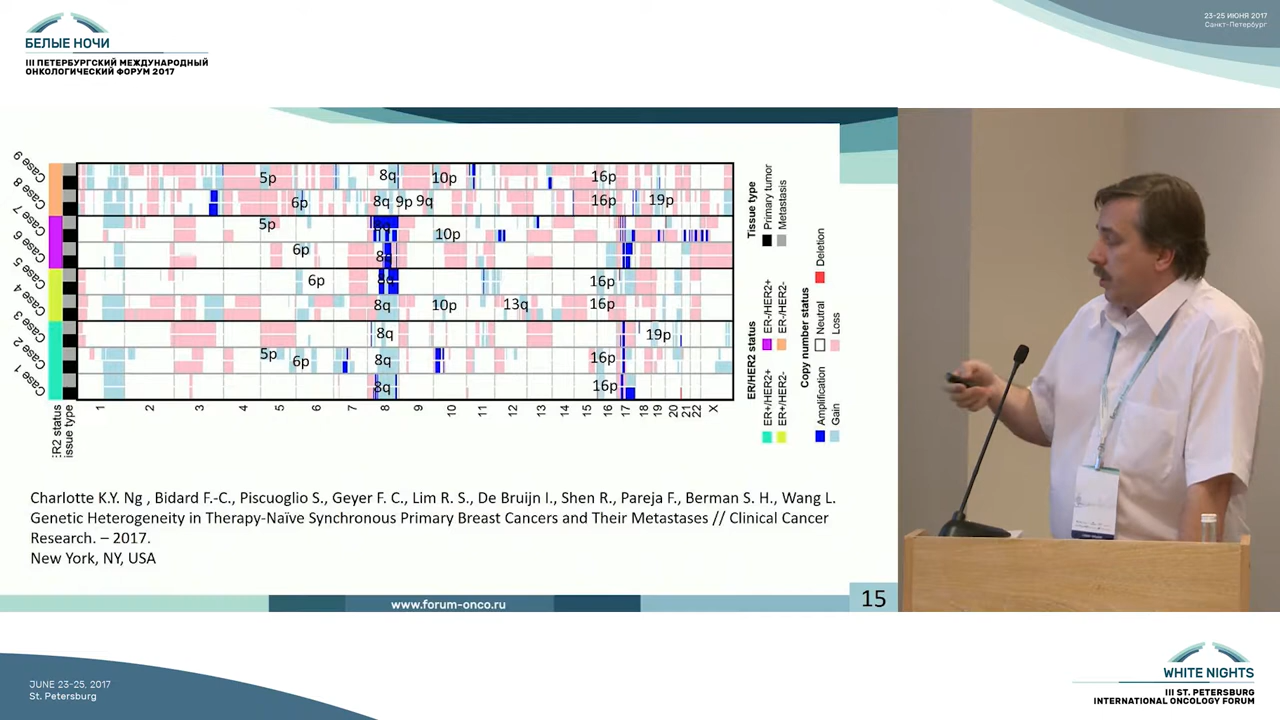 БЕЛЫЕ НОЧИ
III ПЕТЕРБУРГСКИЙ МЕЖДУНАРОДНЫЙ
ОНКОЛОГИЧЕСКИЙ ФОРУМ 2017
23-25 ИЮНЯ 2017
Санкт-Петербург
Case 9
Case 8
Case 7
Case 6
Case 5
Case 4
Case 3
Case 2
Case 1
5p 8q 10p 16p
6p 8q 9p 9q 16p 19p
5p 8q
10p
6p 8q
6p 8q 16p
8q 10p 13q 16p
8q 19p
5p 6p 8q 16p
8q 16p
1 2 3 4 5 6 7 8 9 10 11 12 13 14 15 16 17 18 19 20 21 22 X
:R2 status
issue type
Tissue type
Primary tumor
Metastasis
ER/HER2 status
ER+/HER2+
ER-/HER2+
ER+/HER2-
ER-/HER2-
Copy number status
Amplification
Neutral
Deletion
Gain
Loss
Charlotte K.Y. Ng , Bidard F.-C., Piscuoglio S., Geyer F. C., Lim R. S., De Bruijn I., Shen R., Pareja F., Berman S. H., Wang L.
Genetic Heterogeneity in Therapy-Naïve Synchronous Primary Breast Cancers and Their Metastases // Clinical Cancer
Research. – 2017.
New York, NY, USA
www.forum-onco.ru
15
JUNE 23-25, 2017
St. Petersburg
WHITE NIGHTS
III ST. PETERSBURG
INTERNATIONAL ONCOLOGY FORUM